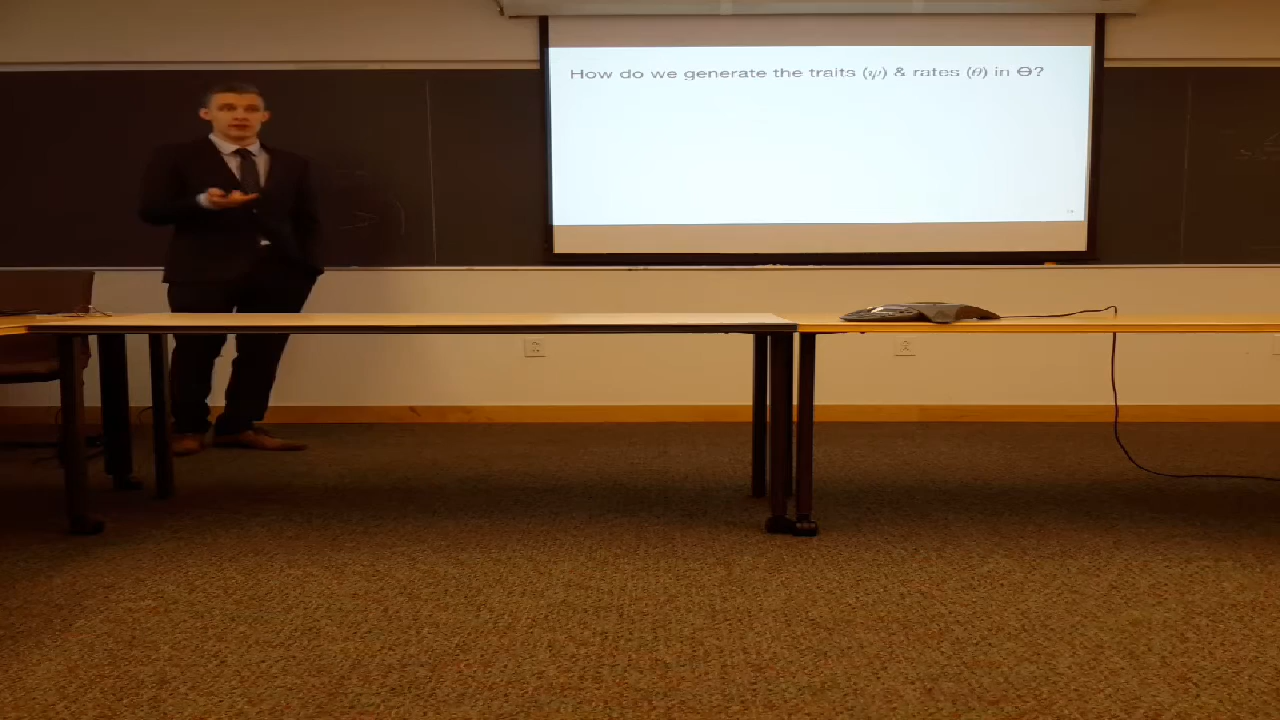 How do we generate the traits (ψ) & rates (θ) in Θ?